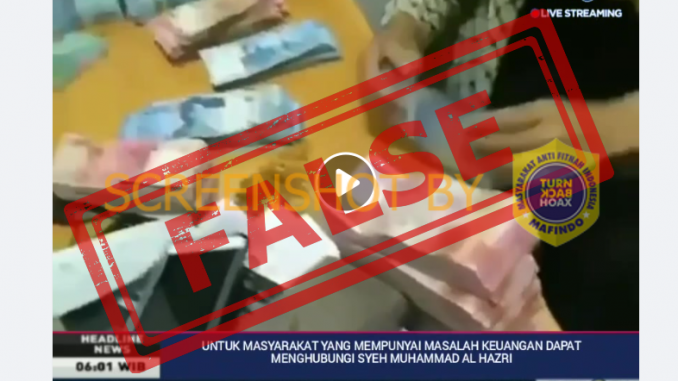 LIVE STREAMING
FALSE
SCREENSHOT BY
MASYARAKAT ANTI FITNAH INDONESIA
TURN
BACK
HOAX
MAFINDO
HEADLINE
NEWS
06:01 WIB
UNTUK MASYARAKAT YANG MEMPUNYAI MASALAH KEUANGAN DAPAT
MENGHUBUNGI SYEH MUHAMMAD AL HAZRI